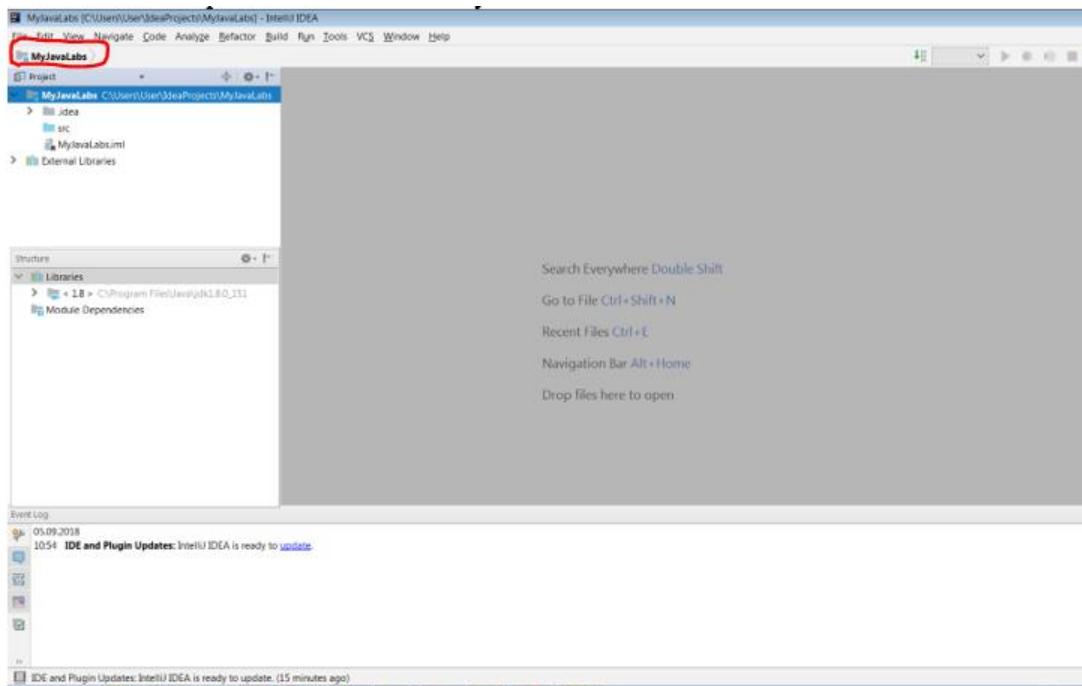 MyJavaLabs [C:\Users\User\IdeaProjects\MyJavaLabs] - IntelliJ IDEA
File Edit View Navigate Code Analyze Refactor Build Run Tools VCS Window Help
MyJavaLabs
Project
MyJavaLabs C:\Users\User\IdeaProjects\MyJavaLabs
.idea
src
MyJavaLabs.iml
External Libraries
Structure
Libraries
< 1.8 > C:\Program Files\Java\jdk1.8.0_151
Module Dependencies
Search Everywhere Double Shift
Go to File Ctrl+Shift+N
Recent Files Ctrl+E
Navigation Bar Alt+Home
Drop files here to open
Event Log
05.09.2018
10:54 IDE and Plugin Updates: IntelliJ IDEA is ready to update.
IDE and Plugin Updates: IntelliJ IDEA is ready to update. (15 minutes ago)